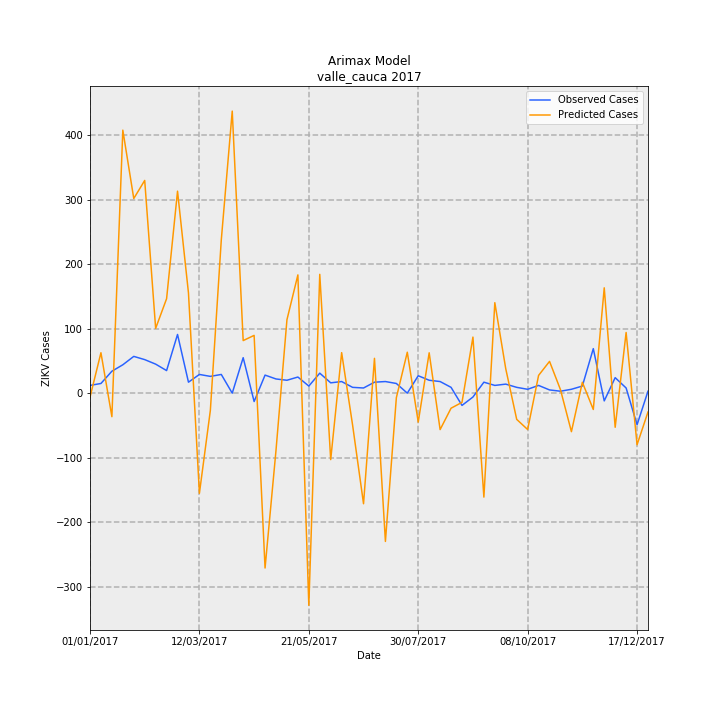 Arimax Model
valle_cauca 2017
Observed Cases
Predicted Cases
ZIKV Cases
400
300
200
100
0
−100
−200
−300
01/01/2017
12/03/2017
21/05/2017
30/07/2017
08/10/2017
17/12/2017
Date